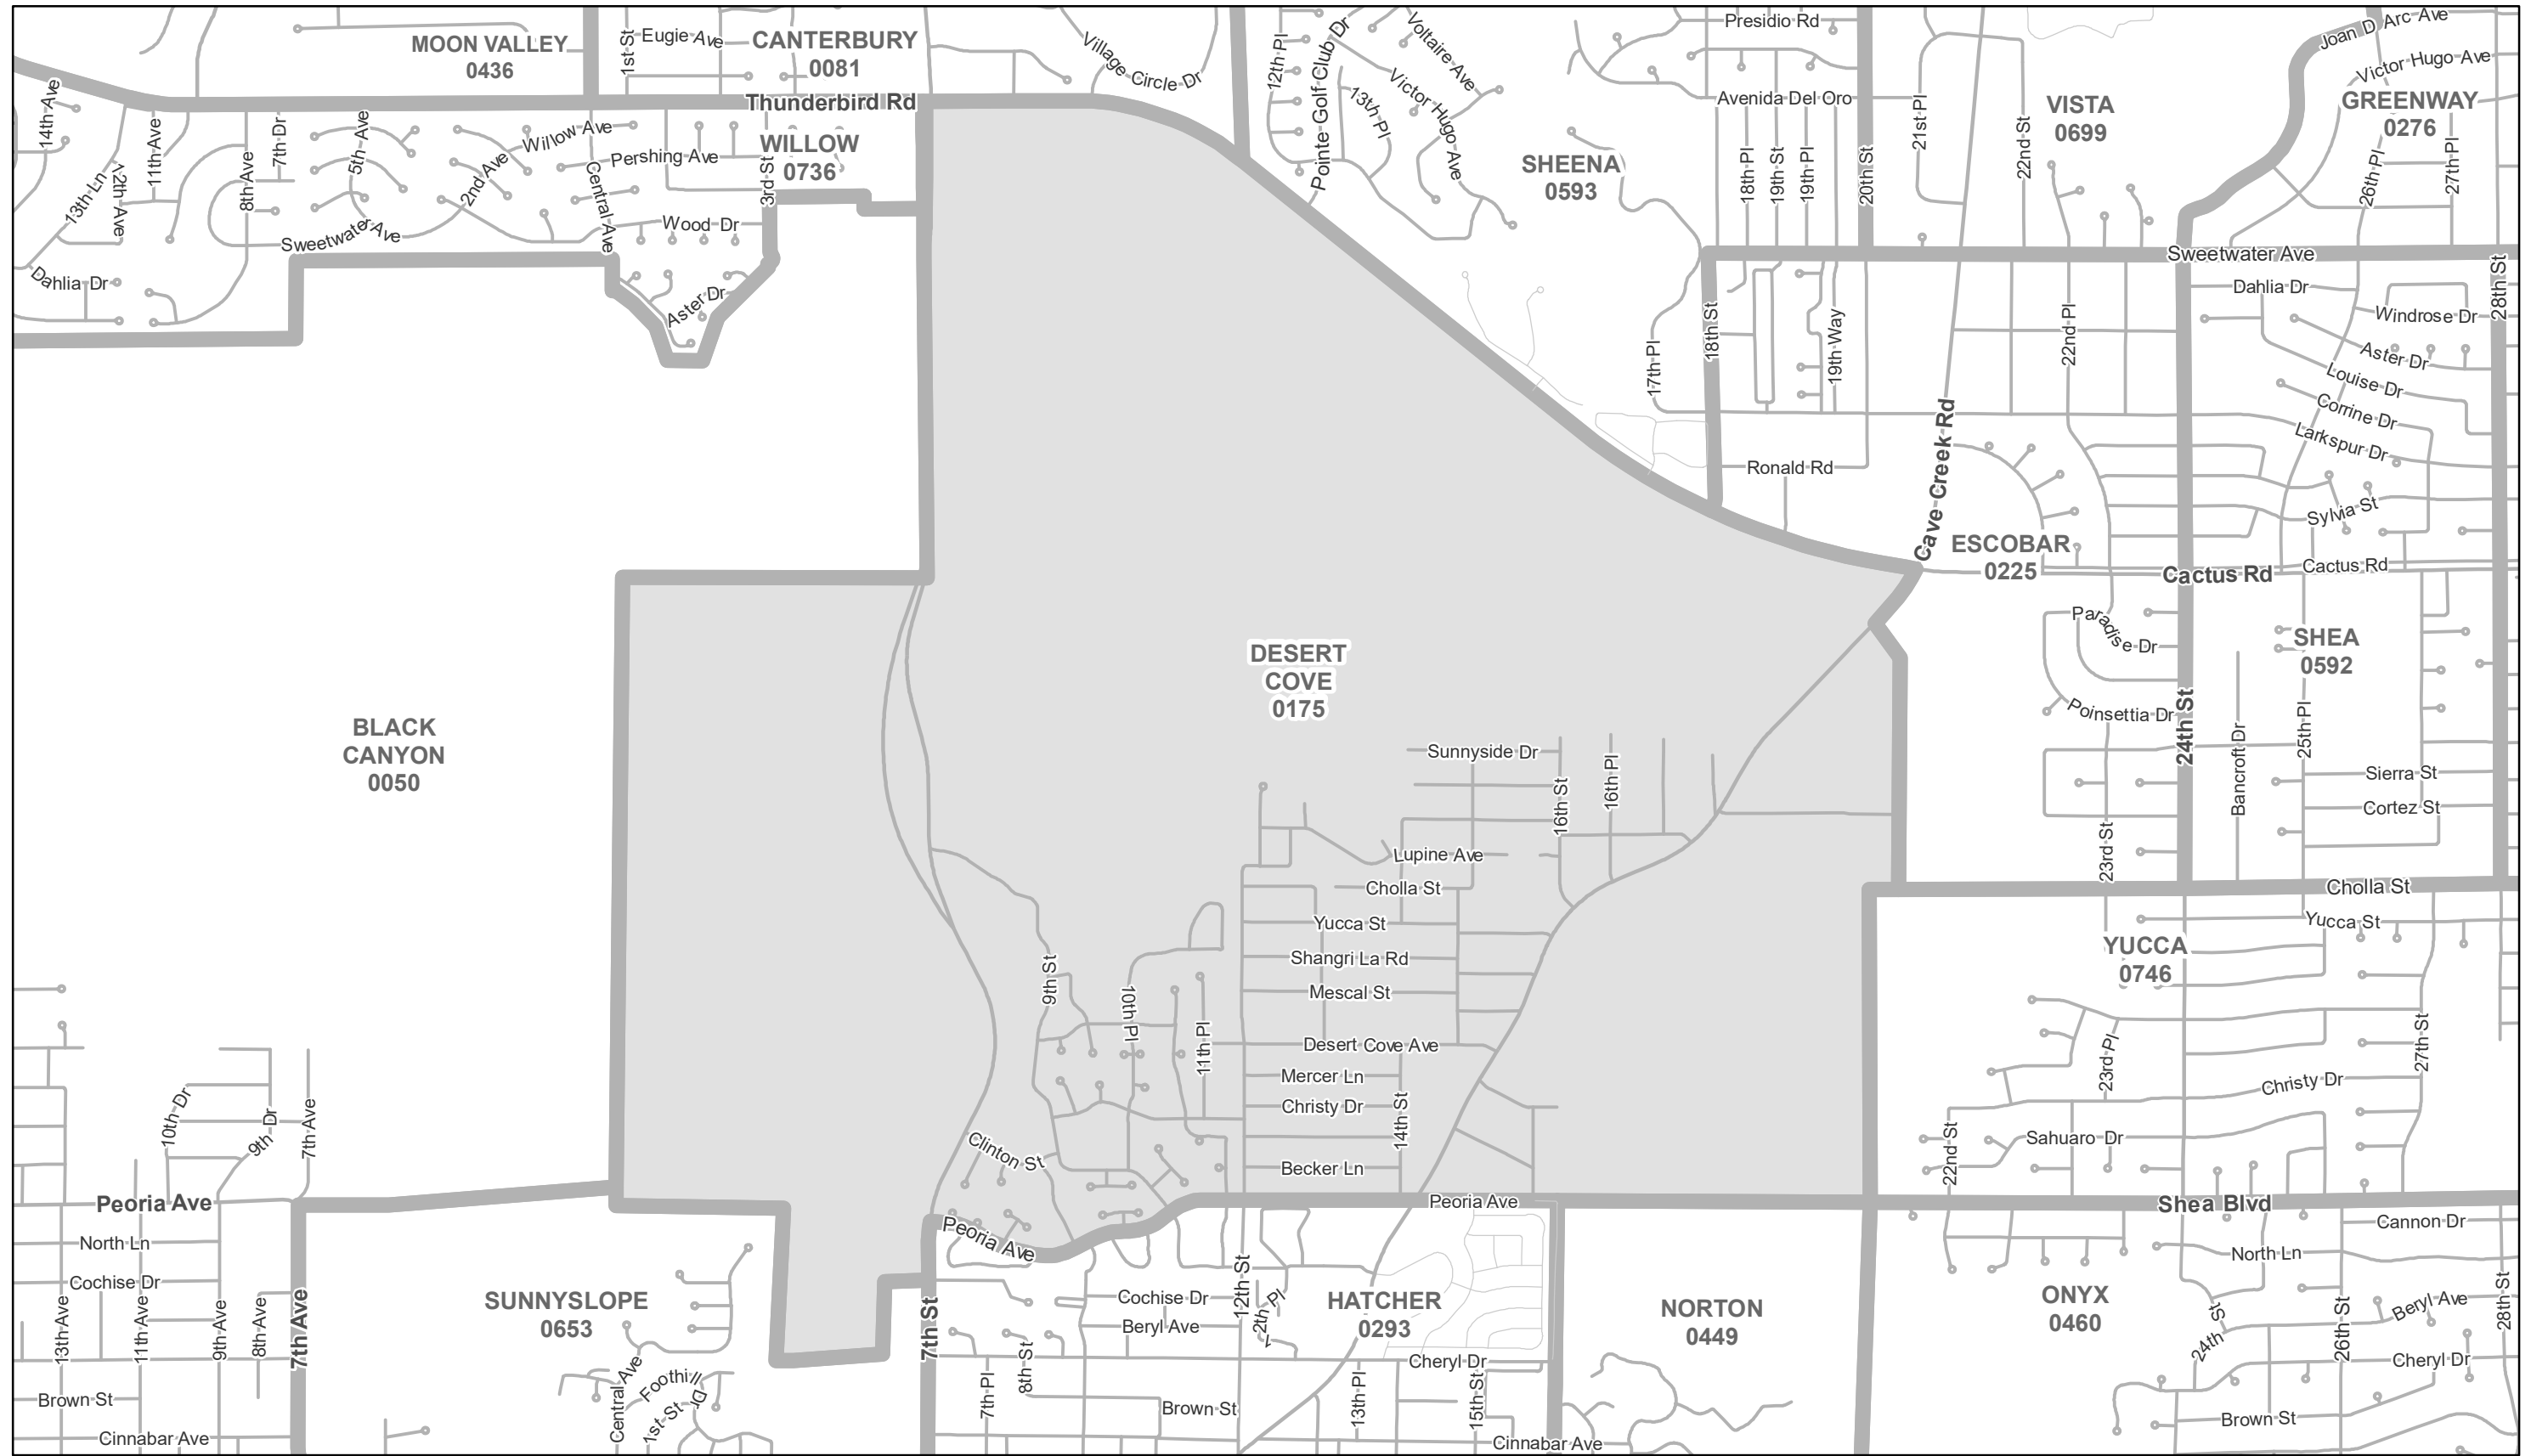 MOON VALLEY
0436
1st St
Eugie Ave
CANTERBURY
0081
Village Circle Dr
12th Pl
Pointe Golf Club Dr
Voltaire Ave
Victor Hugo Ave
13th Pl
Presidio Rd
Avenida Del Oro
21st Pl
22nd St
VISTA
0699
Joan D Arc Ave
Victor Hugo Ave
GREENWAY
0276
26th Pl
27th Pl
14th Ave
Thunderbird Rd
13th Ln
12th Ave
11th Ave
8th Ave
7th Dr
5th Ave
2nd Ave
Willow Ave
Pershing Ave
Central Ave
3rd St
WILLOW
0736
Wood Dr
Sweetwater Ave
Dahlia Dr
Aster Dr
SHEENA
0593
18th Pl
19th St
19th Pl
20th St
Sweetwater Ave
28th St
Dahlia Dr
Windrose Dr
Aster Dr
Louise Dr
Corrine Dr
Larkspur Dr
Sylvia St
17th Pl
18th St
19th Way
22nd Pl
Ronald Rd
Cave Creek Rd
ESCOBAR
0225
Cactus Rd
Cactus Rd
Paradise Dr
SHEA
0592
Poinsettia Dr
24th St
Bancroft Dr
25th Pl
Sierra St
Cortez St
23rd St
DESERT
COVE
0175
BLACK
CANYON
0050
Sunnyside Dr
16th St
16th Pl
Lupine Ave
Cholla St
Yucca St
Shangri La Rd
Mescal St
Desert Cove Ave
Mercer Ln
Christy Dr
14th St
Becker Ln
9th St
10th Pl
11th Pl
Clinton St
Cholla St
Yucca St
YUCCA
0746
23rd Pl
27th St
Christy Dr
22nd St
Sahuaro Dr
10th Dr
9th Dr
7th Ave
Peoria Ave
Peoria Ave
Peoria Ave
Shea Blvd
Cannon Dr
North Ln
North Ln
Cochise Dr
13th Ave
11th Ave
9th Ave
8th Ave
7th Ave
Brown St
Cinnabar Ave
SUNNYSLOPE
0653
Central Ave
Foothill Dr
1st St
7th St
7th Pl
8th St
Cochise Dr
Beryl Ave
12th St
12th Pl
HATCHER
0293
Cheryl Dr
Brown St
13th Pl
15th St
Cinnabar Ave
NORTON
0449
ONYX
0460
24th St
26th St
Beryl Ave
28th St
Cheryl Dr
Brown St